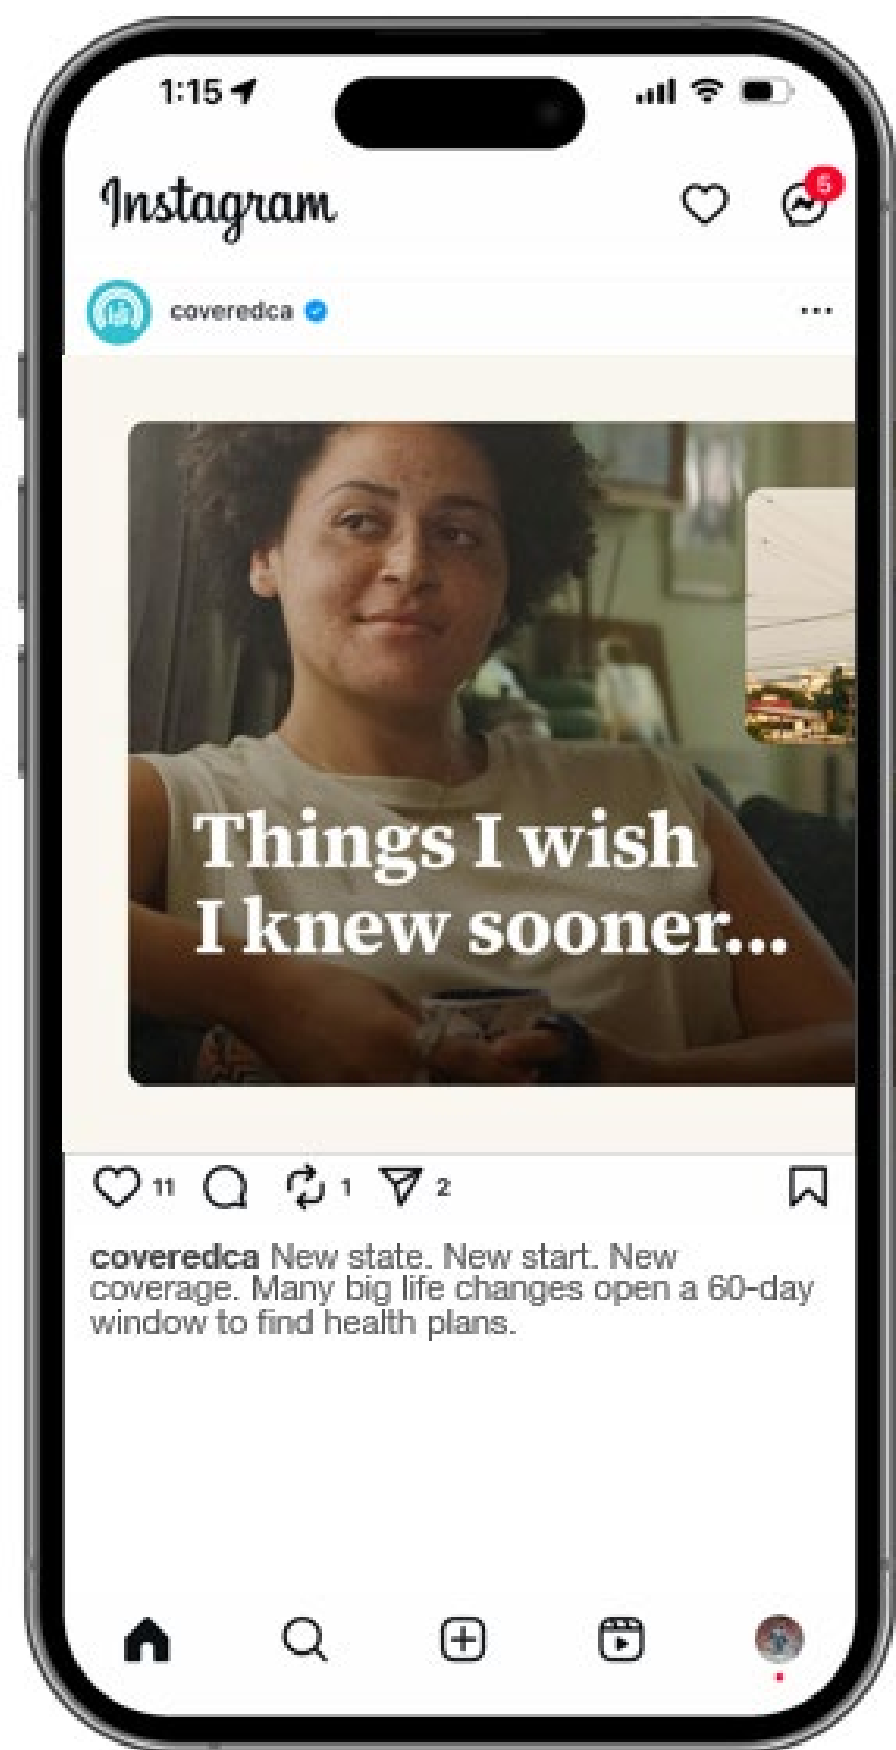 1:15
Instagram
5
coveredca
Things I wish
I knew sooner...
11 1 2
coveredca New state. New start. New
coverage. Many big life changes open a 60-day
window to find health plans.